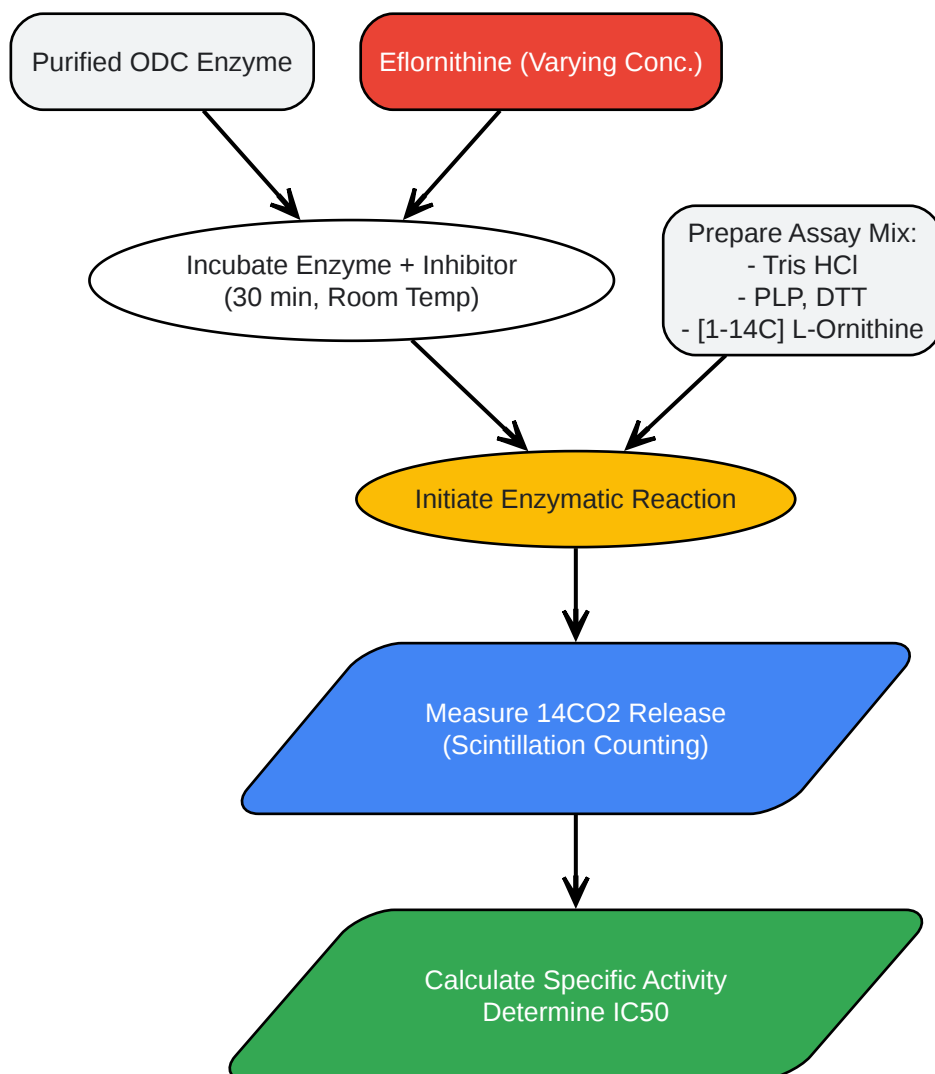 Purified ODC Enzyme
Eflornithine (Varying Conc.)
Incubate Enzyme + Inhibitor
(30 min, Room Temp)
Prepare Assay Mix:
- Tris HCl
- PLP, DTT
- [1-14C] L-Ornithine
Initiate Enzymatic Reaction
Measure 14CO2 Release
(Scintillation Counting)
Calculate Specific Activity
Determine IC50